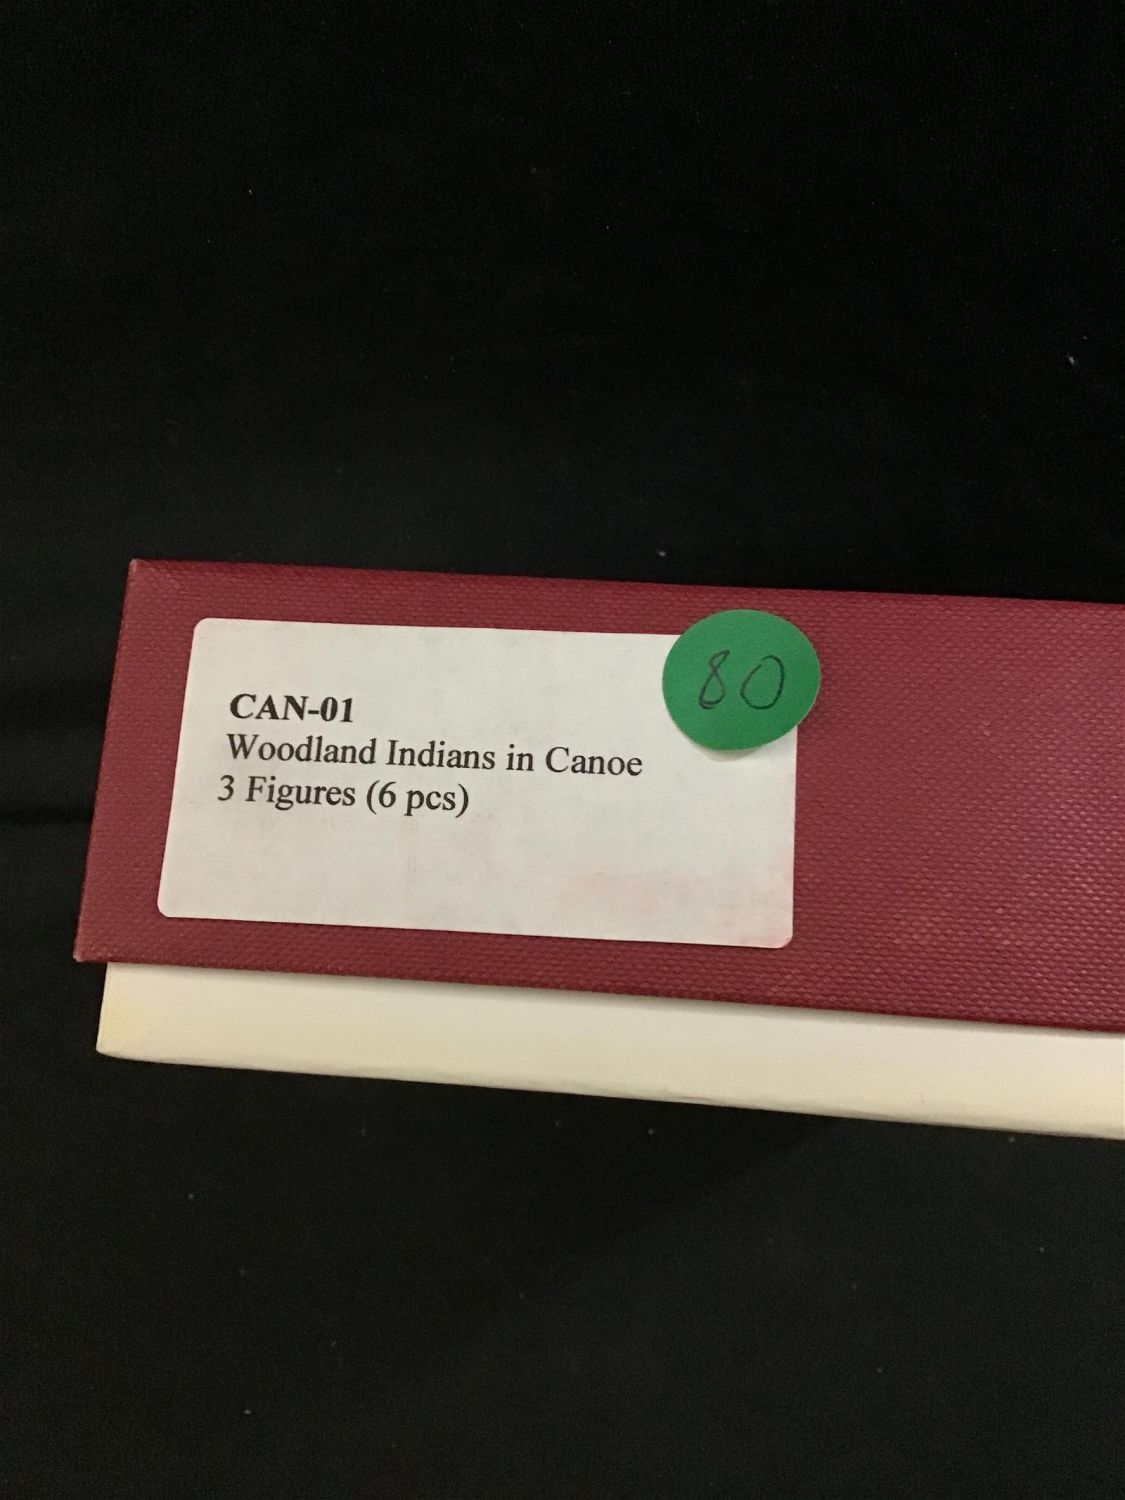 80
CAN-01
Woodland Indians in Canoe
3 Figures (6 pcs)